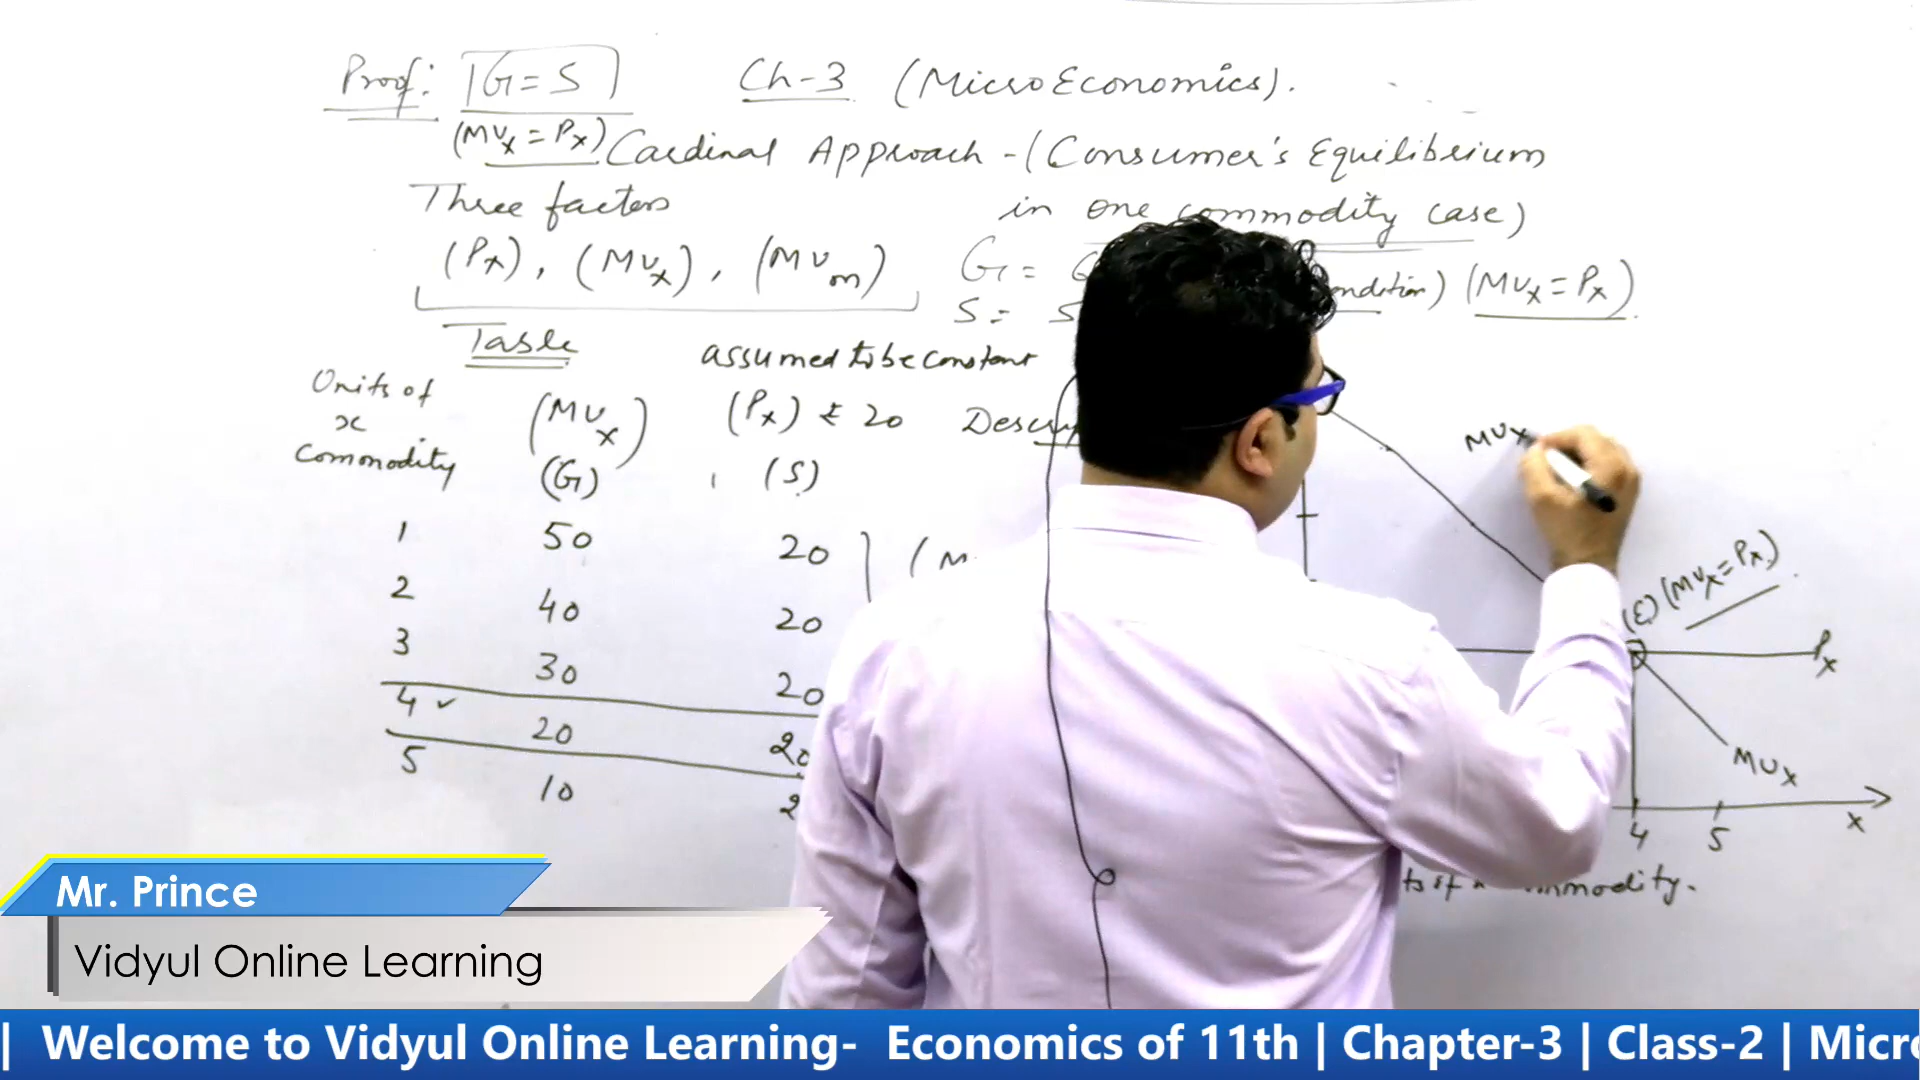 Proof: G = S Ch-3 (MicroEconomics).
(MUx = Px) Cardinal Approach - (Consumer's Equilibrium
Three factors in one commodity case)
(Px), (MUx), (MUm) G =
ndition) (MUx = Px)
S = S
Table assumed to be constant
Units of x Commodity (MUx) (Px) ₹ 20
(G) (S)
1 50 20
2 40 20
3 30 20
4 ✓ 20 20
5 10 2
MUx
(E) (MUx = Px)
Px
MUx
4 5 x
commodity.
Mr. Prince
Vidyul Online Learning
| Welcome to Vidyul Online Learning- Economics of 11th | Chapter-3 | Class-2 | Micr